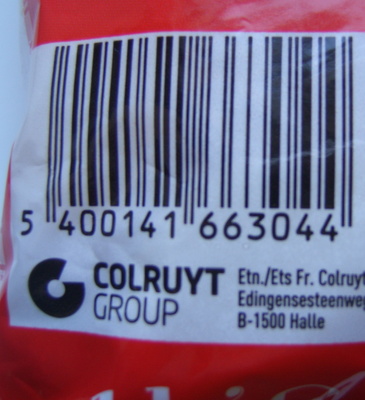 5 400141 663044
COLRUYT
GROUP
Etn./Ets Fr. Colruyt
Edingensesteenweg
B-1500 Halle